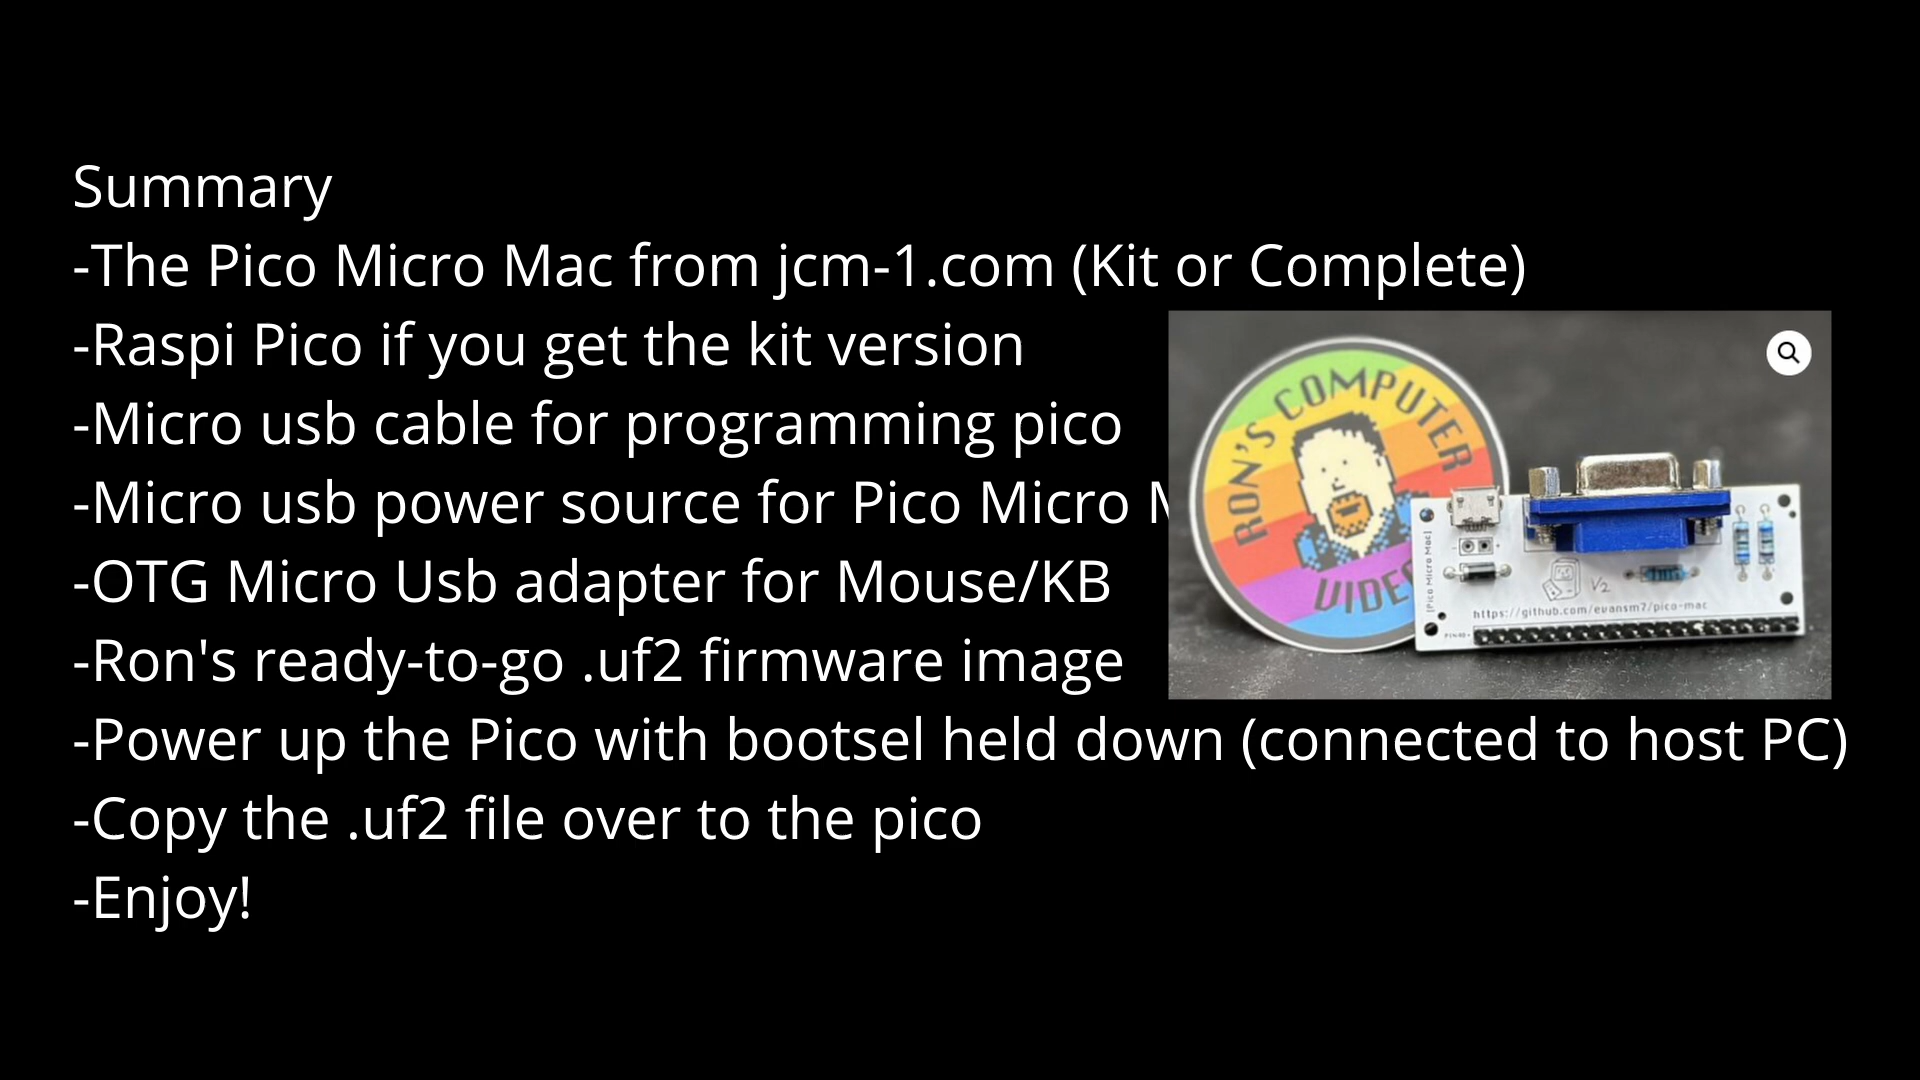 Summary
-The Pico Micro Mac from jcm-1.com (Kit or Complete)
-Raspi Pico if you get the kit version
-Micro usb cable for programming pico
-Micro usb power source for Pico Micro
-OTG Micro Usb adapter for Mouse/KB
-Ron's ready-to-go .uf2 firmware image
-Power up the Pico with bootsel held down (connected to host PC)
-Copy the .uf2 file over to the pico
-Enjoy!
RON'S COMPUTER
VIDE
[Pico Micro Mac]
V2
https://github.com/evansm7/pico-mac